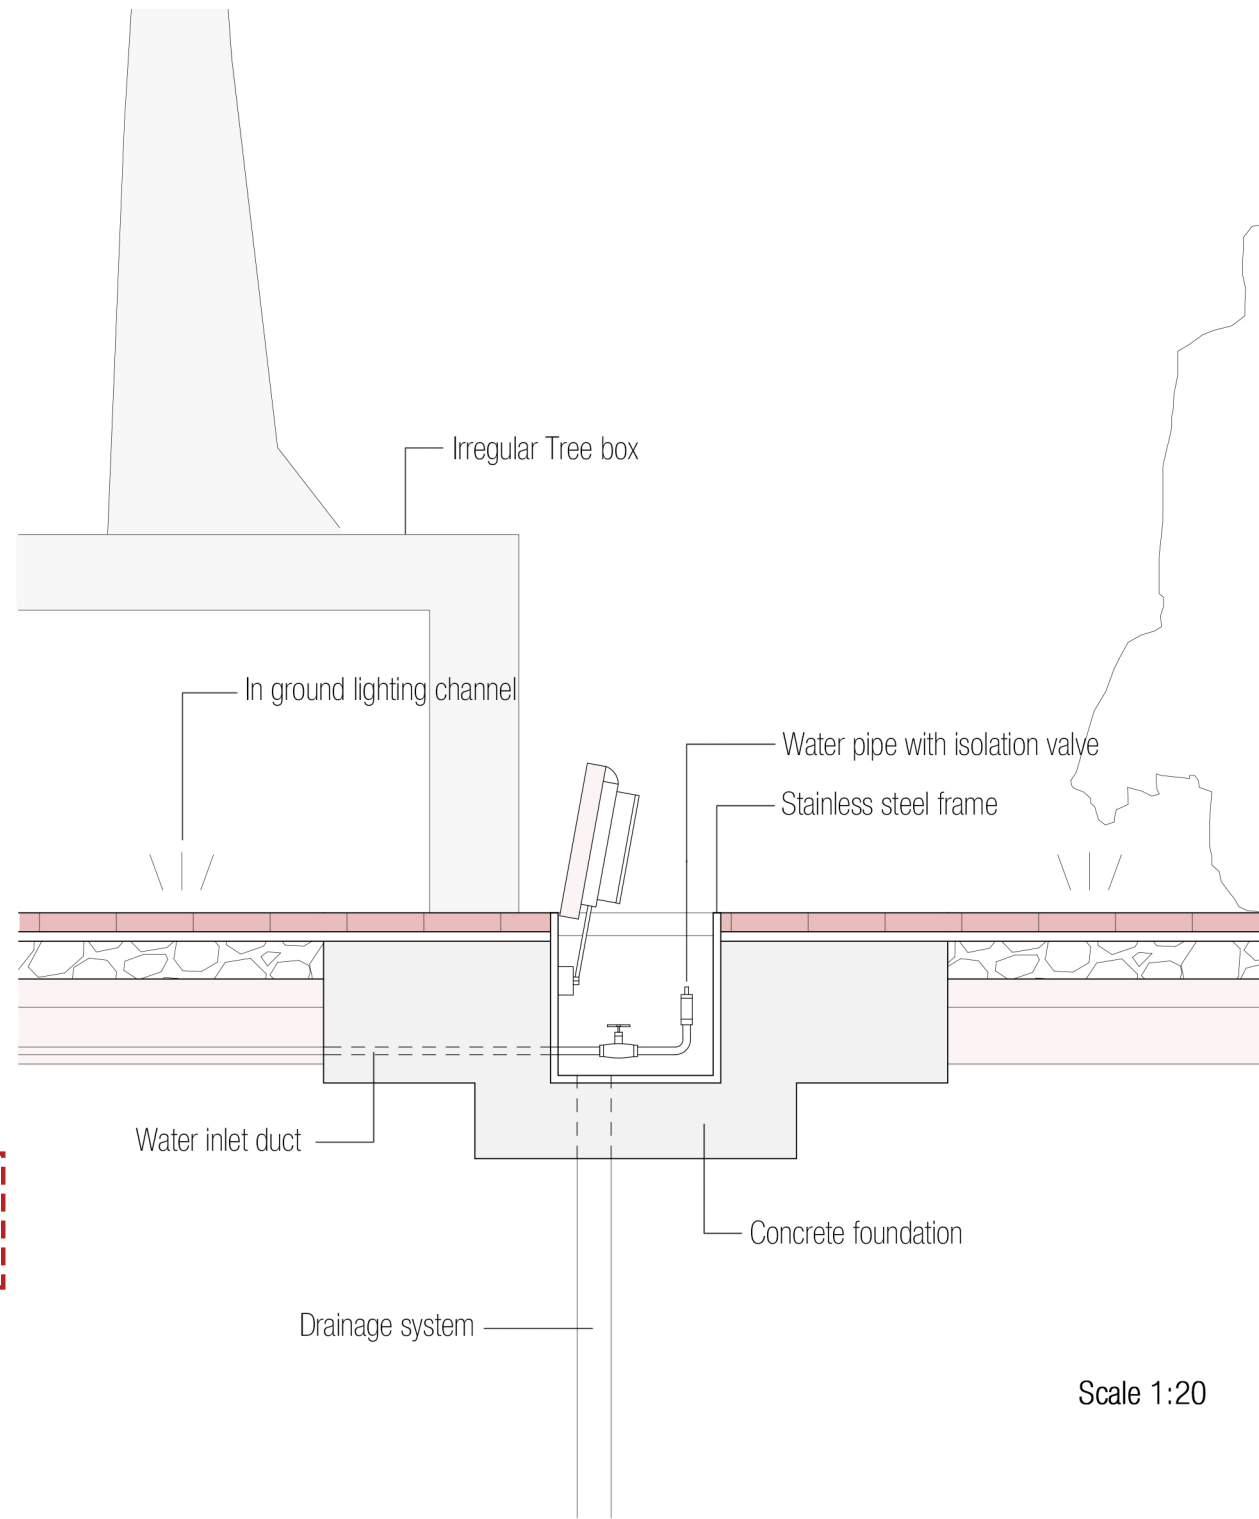 Irregular Tree box
In ground lighting channel
Water pipe with isolation valve
Stainless steel frame
Water inlet duct
Concrete foundation
Drainage system
Scale 1:20